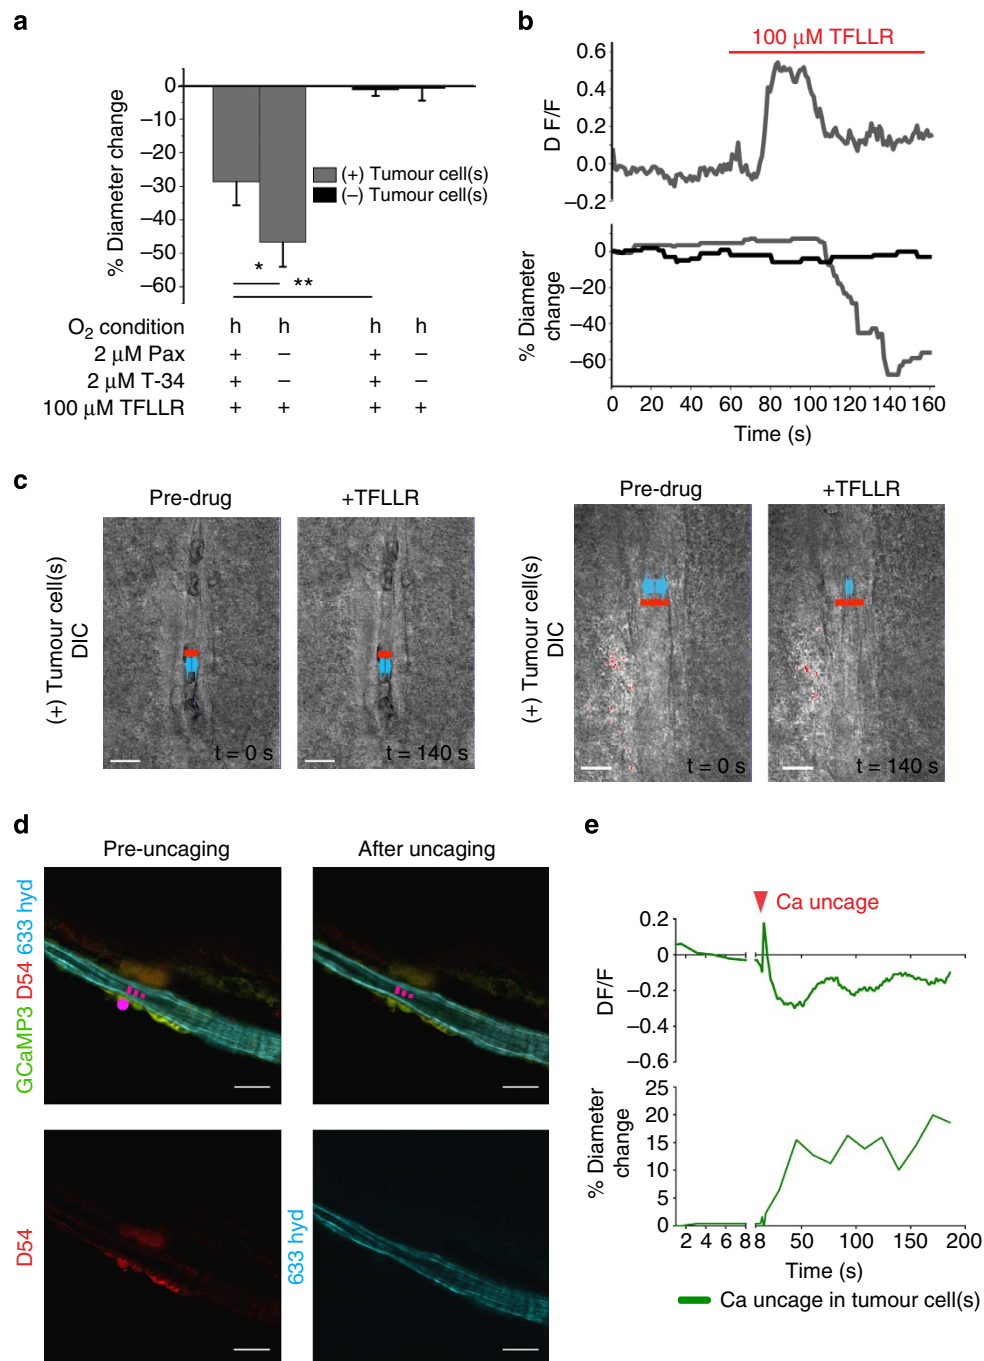 a
0
–10
–20
–30
–40
–50
–60
% Diameter change
(+) Tumour cell(s)
(–) Tumour cell(s)
*
**
O2 condition h h h h
2 μM Pax + – + –
2 μM T-34 + – + –
100 μM TFLLR + + + +
b
100 μM TFLLR
0.6
0.4
0.2
0.0
–0.2
D F/F
0
–20
–40
–60
% Diameter
change
0 20 40 60 80 100 120 140 160
Time (s)
c
Pre-drug
+TFLLR
(+) Tumour cell(s)
DIC
t = 0 s
t = 140 s
Pre-drug
+TFLLR
(+) Tumour cell(s)
DIC
t = 0 s
t = 140 s
d
Pre-uncaging
After uncaging
GCaMP3 D54 633 hyd
D54
633 hyd
e
Ca uncage
0.2
0
–0.2
–0.4
–0.6
DF/F
25
20
15
10
5
0
% Diameter
change
2 4 6 8 8 50 100 150 200
Time (s)
Ca uncage in tumour cell(s)